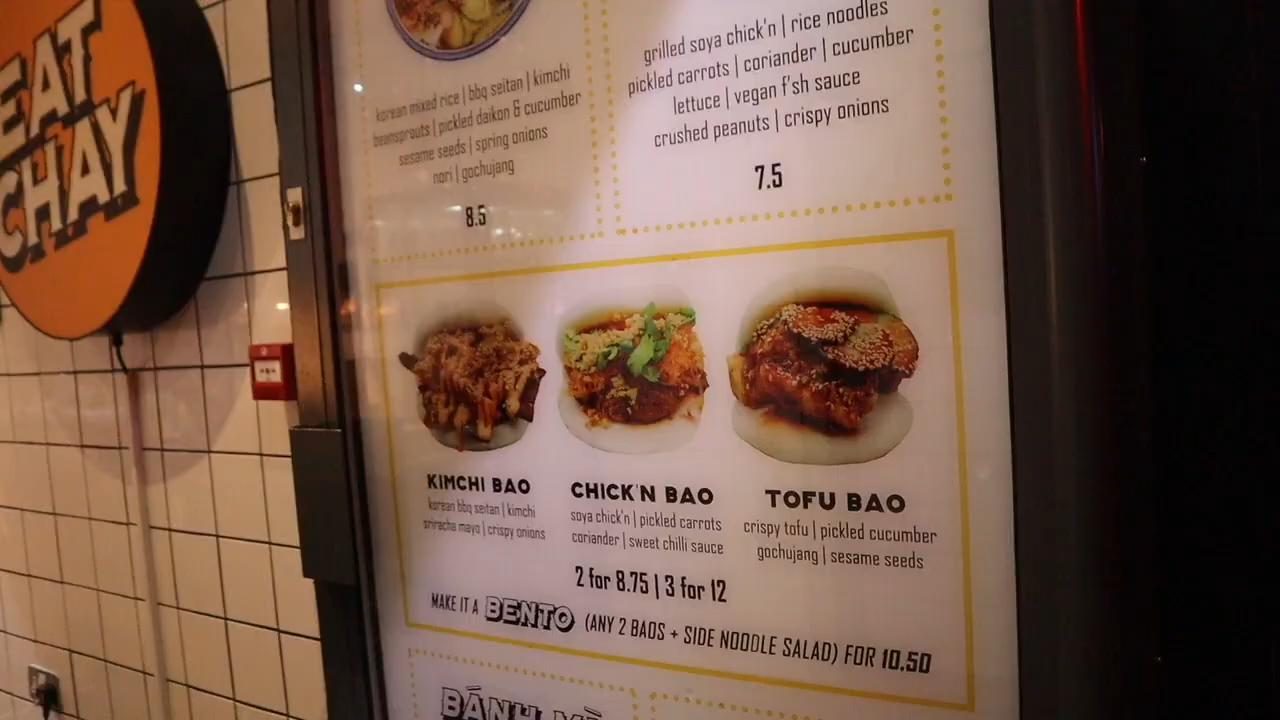 EAT
CHAY
korean mixed rice | bbq seitan | kimchi
beansprouts | pickled daikon & cucumber
sesame seeds | spring onions
nori | gochujang
8.5
grilled soya chick'n | rice noodles
pickled carrots | coriander | cucumber
lettuce | vegan f'sh sauce
crushed peanuts | crispy onions
7.5
KIMCHI BAO
korean bbq seitan | kimchi
sriracha mayo | crispy onions
CHICK'N BAO
soya chick'n | pickled carrots
coriander | sweet chilli sauce
TOFU BAO
crispy tofu | pickled cucumber
gochujang | sesame seeds
2 for 8.75 | 3 for 12
MAKE IT A BENTO (ANY 2 BAOS + SIDE NOODLE SALAD) FOR 10.50
BÁNH MÌ